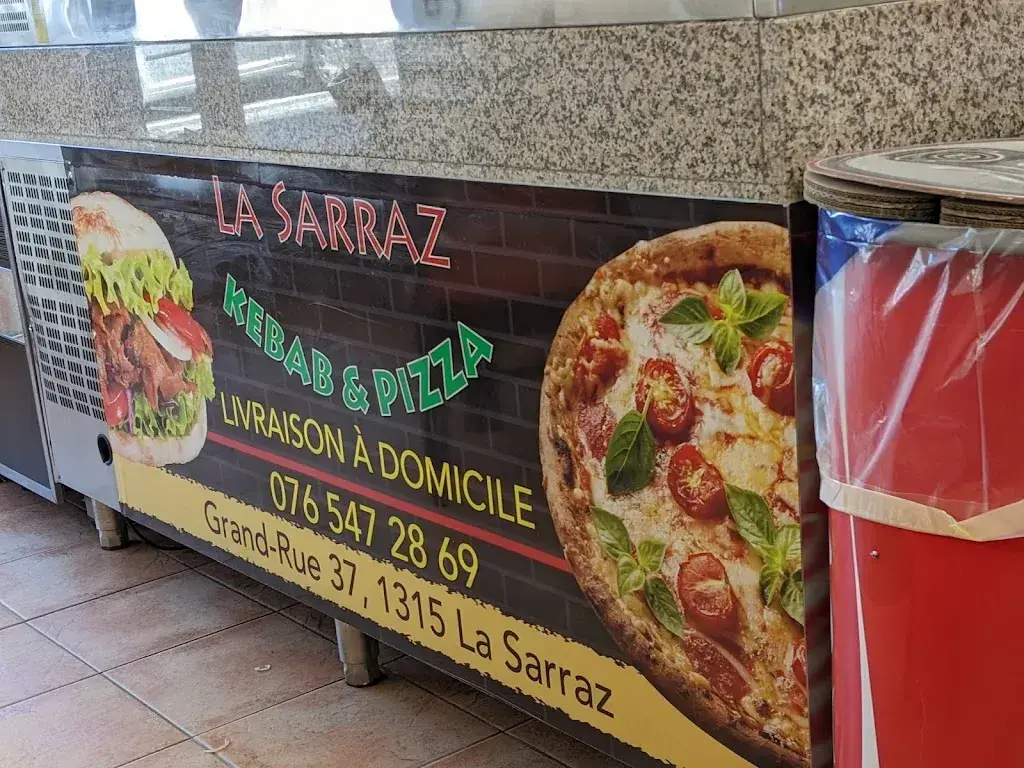 LA SARRAZ
KEBAB & PIZZA
LIVRAISON À DOMICILE
076 547 28 69
Grand-Rue 37, 1315 La Sarraz